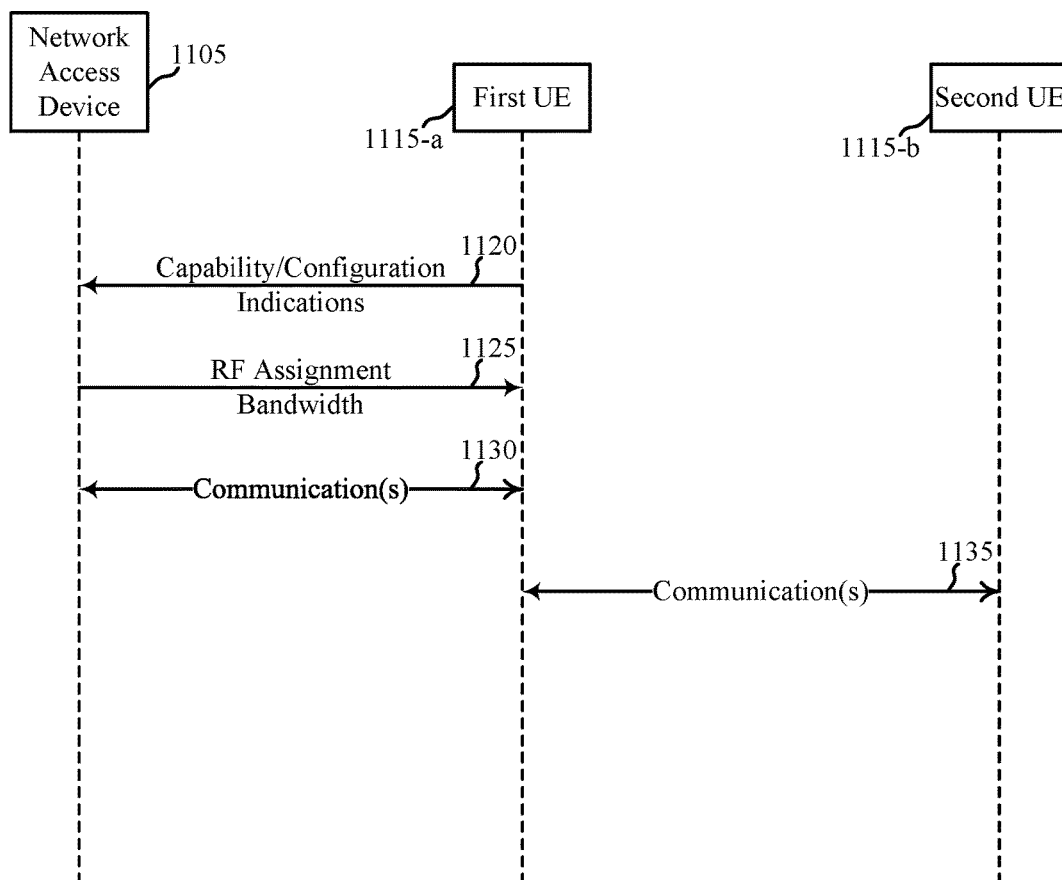 Network
Access
Device
1105
First UE
1115-a
Second UE
1115-b
1120
Capability/Configuration
Indications
1125
RF Assignment
Bandwidth
1130
Communication(s)
1135
Communication(s)